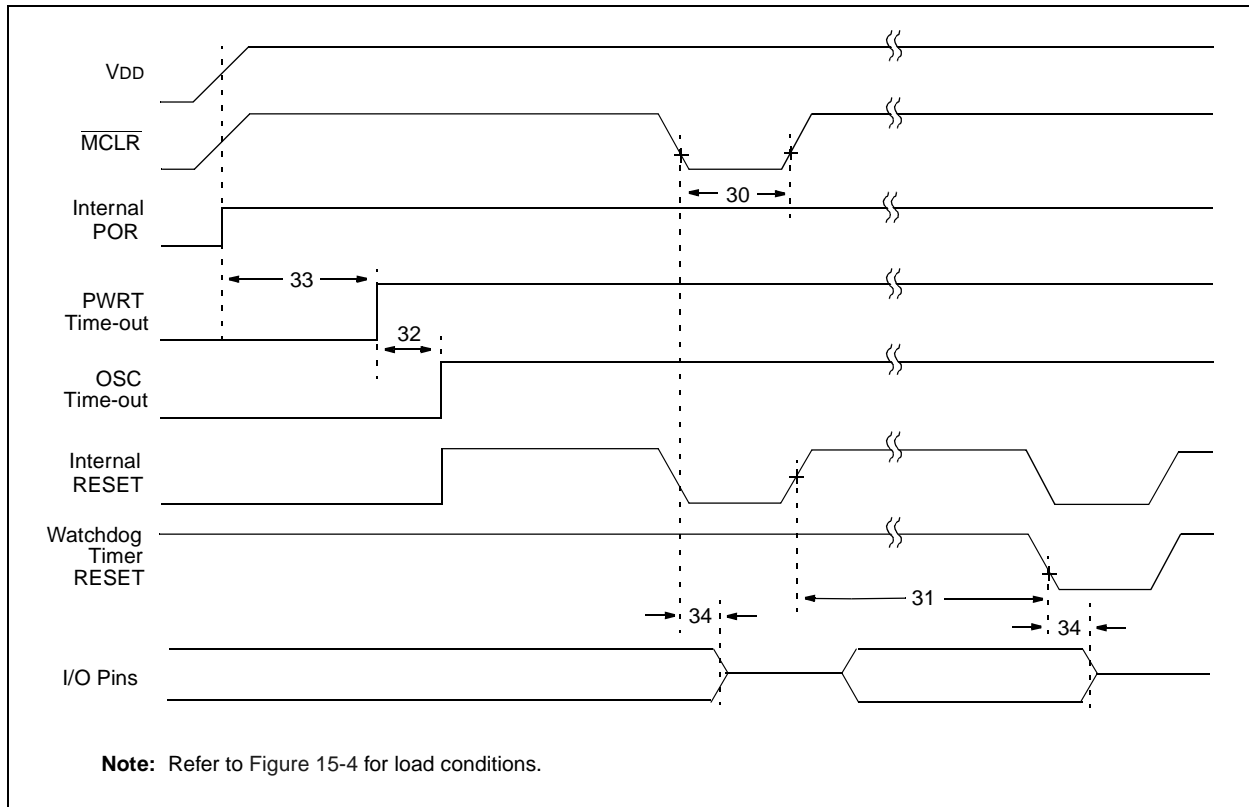 VDD
MCLR
30
Internal
POR
33
PWRT
Time-out
32
OSC
Time-out
Internal
RESET
Watchdog
Timer
RESET
31
34
34
I/O Pins
Note: Refer to Figure 15-4 for load conditions.